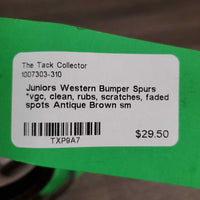 The Tack Collector
1007303-310
Juniors Western Bumper Spurs
*vgc, clean, rubs, scratches, faded
spots Antique Brown sm
TXP9A7
$29.50